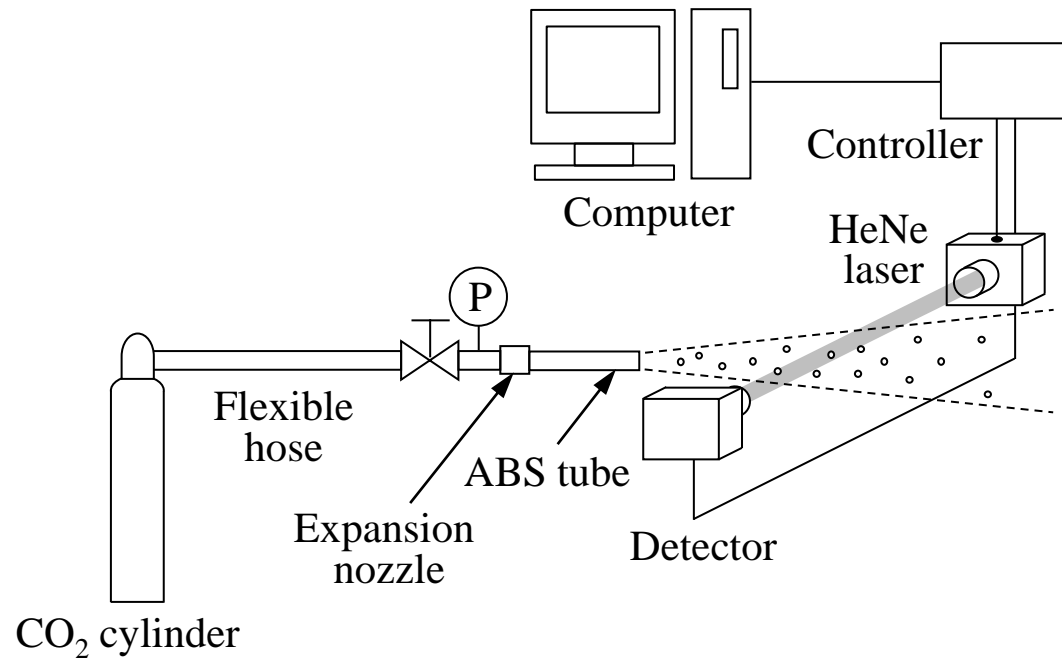 Computer
Controller
HeNe
laser
P
Flexible
hose
ABS tube
Expansion
nozzle
Detector
CO₂ cylinder